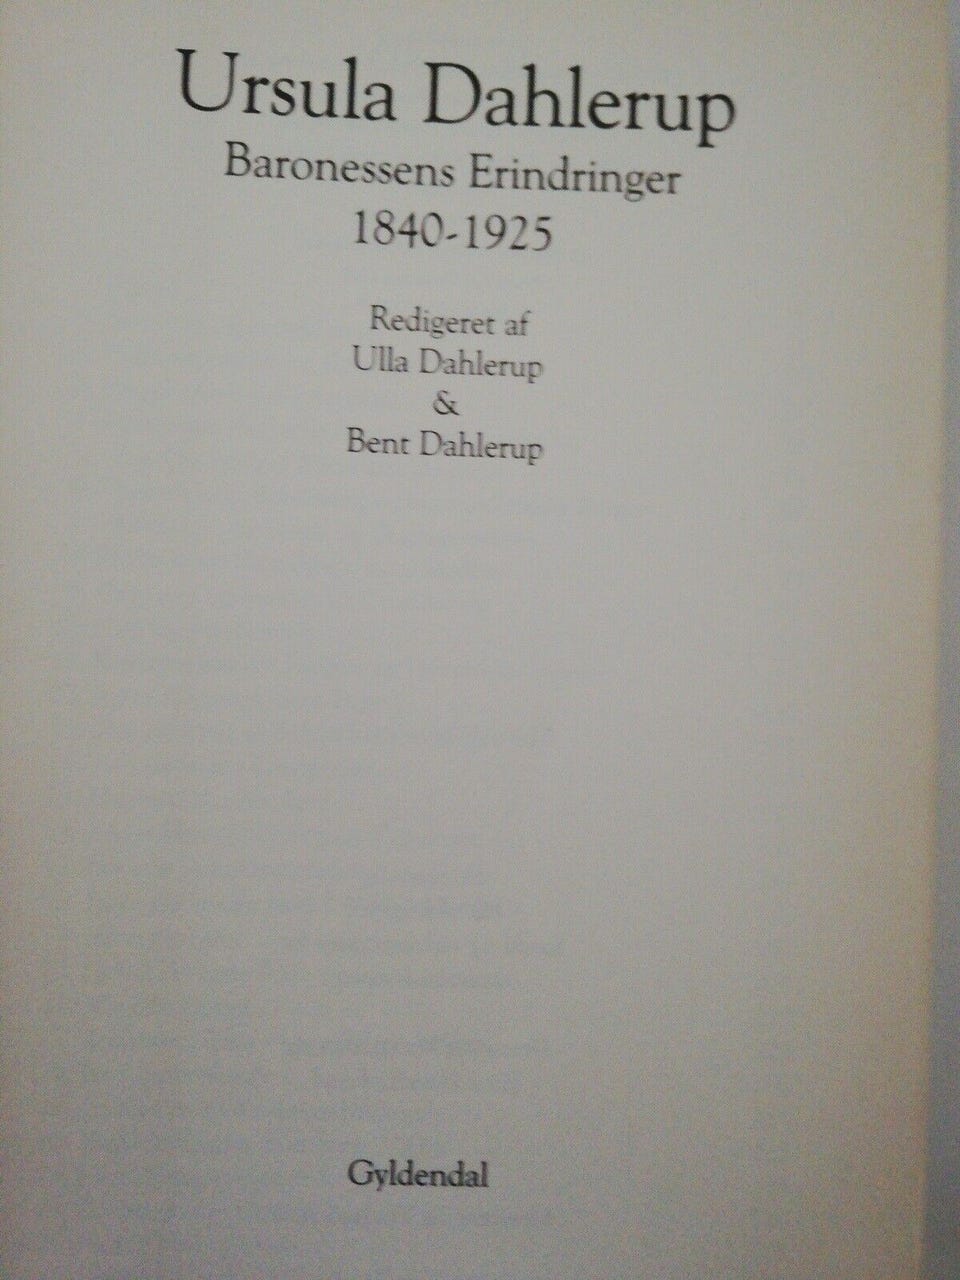 Ursula Dahlerup
Baronessens Erindringer
1840-1925
Redigeret af
Ulla Dahlerup
&
Bent Dahlerup
Gyldendal